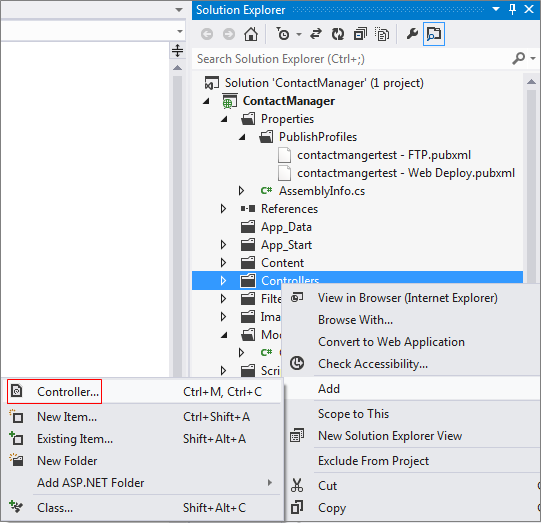 Solution Explorer
Search Solution Explorer (Ctrl+;)
Solution 'ContactManager' (1 project)
ContactManager
Properties
PublishProfiles
contactmangertest - FTP.pubxml
contactmangertest - Web Deploy.pubxml
C# AssemblyInfo.cs
References
App_Data
App_Start
Content
Controllers
Filte
Ima
Mod
C#
Scri
View in Browser (Internet Explorer)
Browse With...
Convert to Web Application
Check Accessibility...
Add
Scope to This
New Solution Explorer View
Exclude From Project
Cut
Copy
Controller... Ctrl+M, Ctrl+C
New Item... Ctrl+Shift+A
Existing Item... Shift+Alt+A
New Folder
Add ASP.NET Folder
Class... Shift+Alt+C